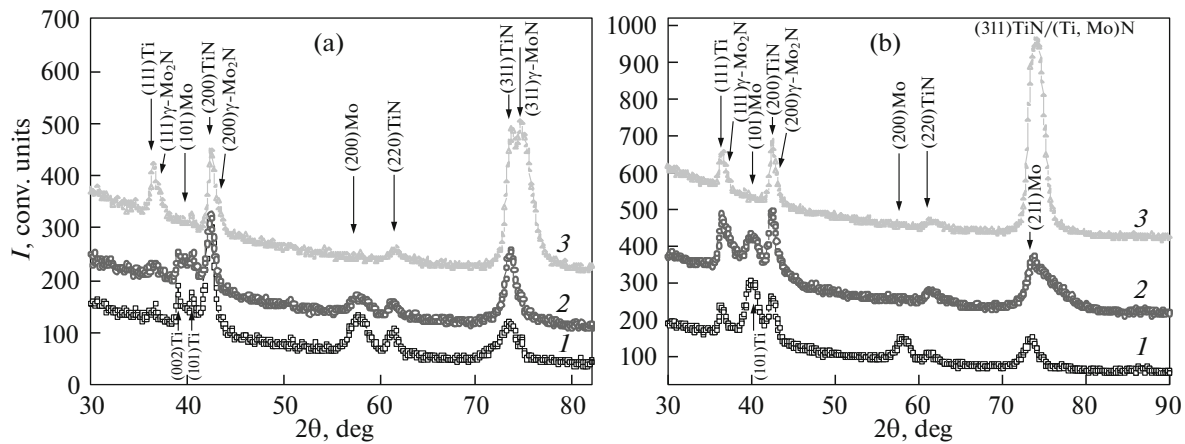 I, conv. units
700
600
500
400
300
200
100
0
(a)
(111)Ti
(111)γ-Mo₂N
(101)Mo
(200)TiN
(200)γ-Mo₂N
(200)Mo
(220)TiN
(311)TiN
(311)γ-MoN
(002)Ti
(101)Ti
3
2
1
30
40
50
60
70
80
2θ, deg
1000
900
800
700
600
500
400
300
200
100
(b)
(311)TiN/(Ti, Mo)N
(111)Ti
(111)γ-Mo₂N
(101)Mo
(200)TiN
(200)γ-Mo₂N
(200)Mo
(220)TiN
(211)Mo
(101)Ti
3
2
1
30
40
50
60
70
80
90
2θ, deg